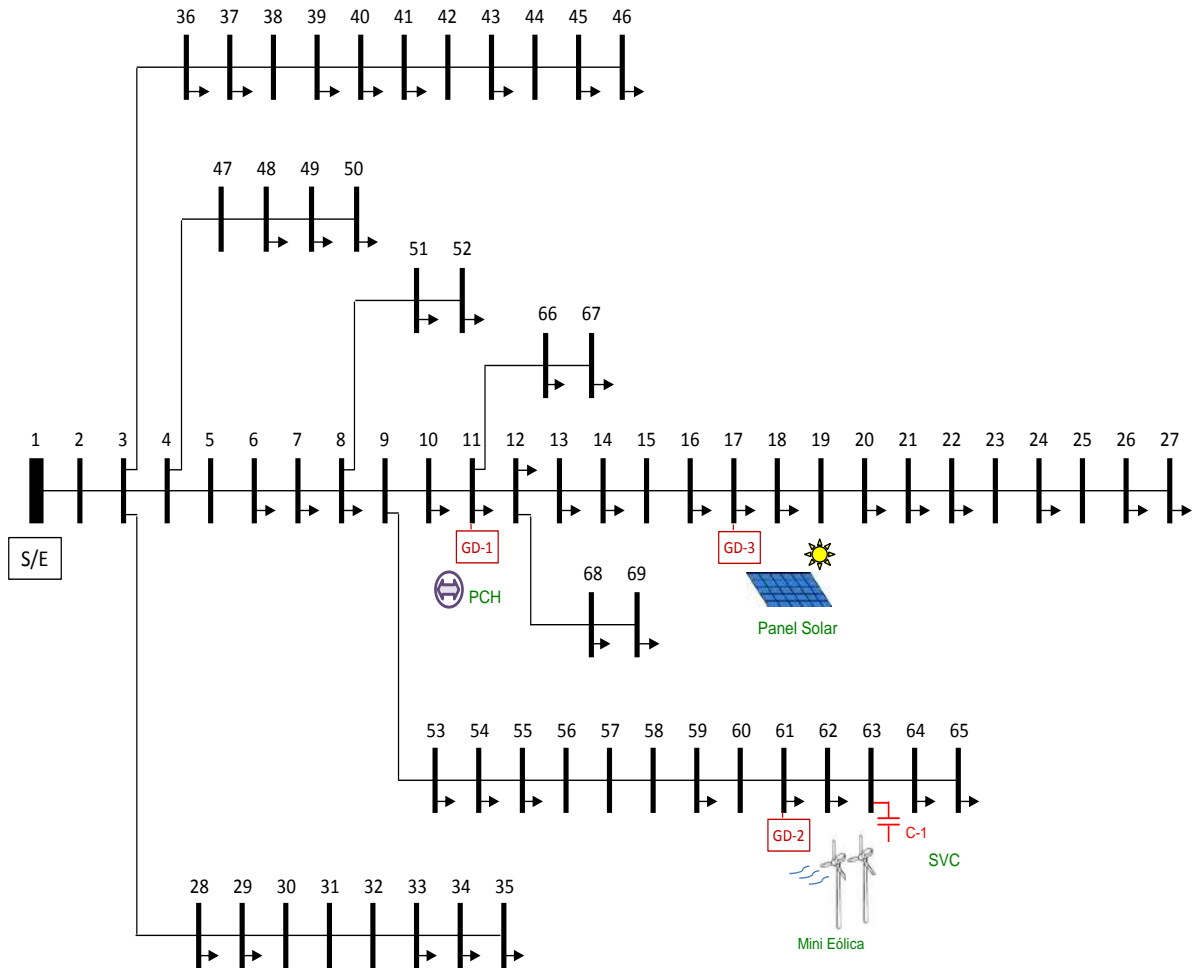 36 37 38 39 40 41 42 43 44 45 46
47 48 49 50
51 52
66 67
1 2 3 4 5 6 7 8 9 10 11 12 13 14 15 16 17 18 19 20 21 22 23 24 25 26 27
S/E
GD-1
GD-3
PCH
68 69
Panel Solar
53 54 55 56 57 58 59 60 61 62 63 64 65
GD-2
C-1
SVC
28 29 30 31 32 33 34 35
Mini Eólica